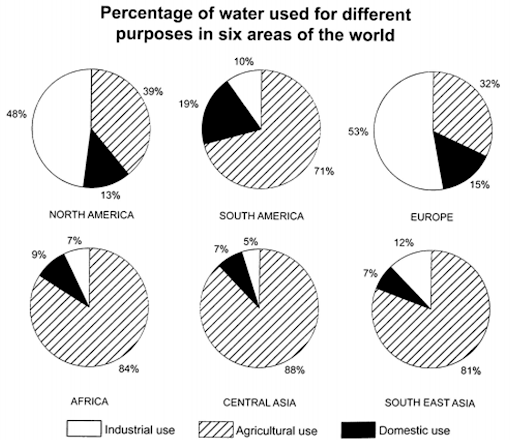 Percentage of water used for different
purposes in six areas of the world
48%
39%
13%
NORTH AMERICA
10%
19%
71%
SOUTH AMERICA
53%
32%
15%
EUROPE
7%
9%
84%
AFRICA
5%
7%
88%
CENTRAL ASIA
12%
7%
81%
SOUTH EAST ASIA
Industrial use
Agricultural use
Domestic use